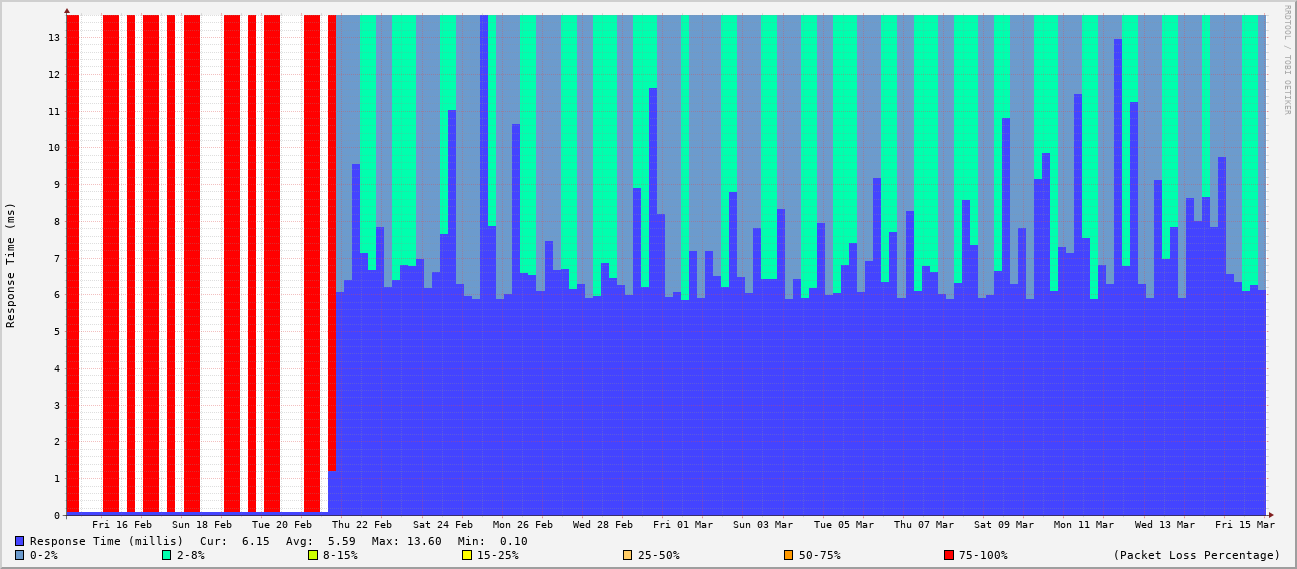 RRDTOOL / TOBI OETIKER
Response Time (ms)
13
12
11
10
9
8
7
6
5
4
3
2
1
0
Fri 16 Feb Sun 18 Feb Tue 20 Feb Thu 22 Feb Sat 24 Feb Mon 26 Feb Wed 28 Feb Fri 01 Mar Sun 03 Mar Tue 05 Mar Thu 07 Mar Sat 09 Mar Mon 11 Mar Wed 13 Mar Fri 15 Mar
Response Time (millis) Cur: 6.15 Avg: 5.59 Max: 13.60 Min: 0.10
0-2% 2-8% 8-15% 15-25% 25-50% 50-75% 75-100% (Packet Loss Percentage)